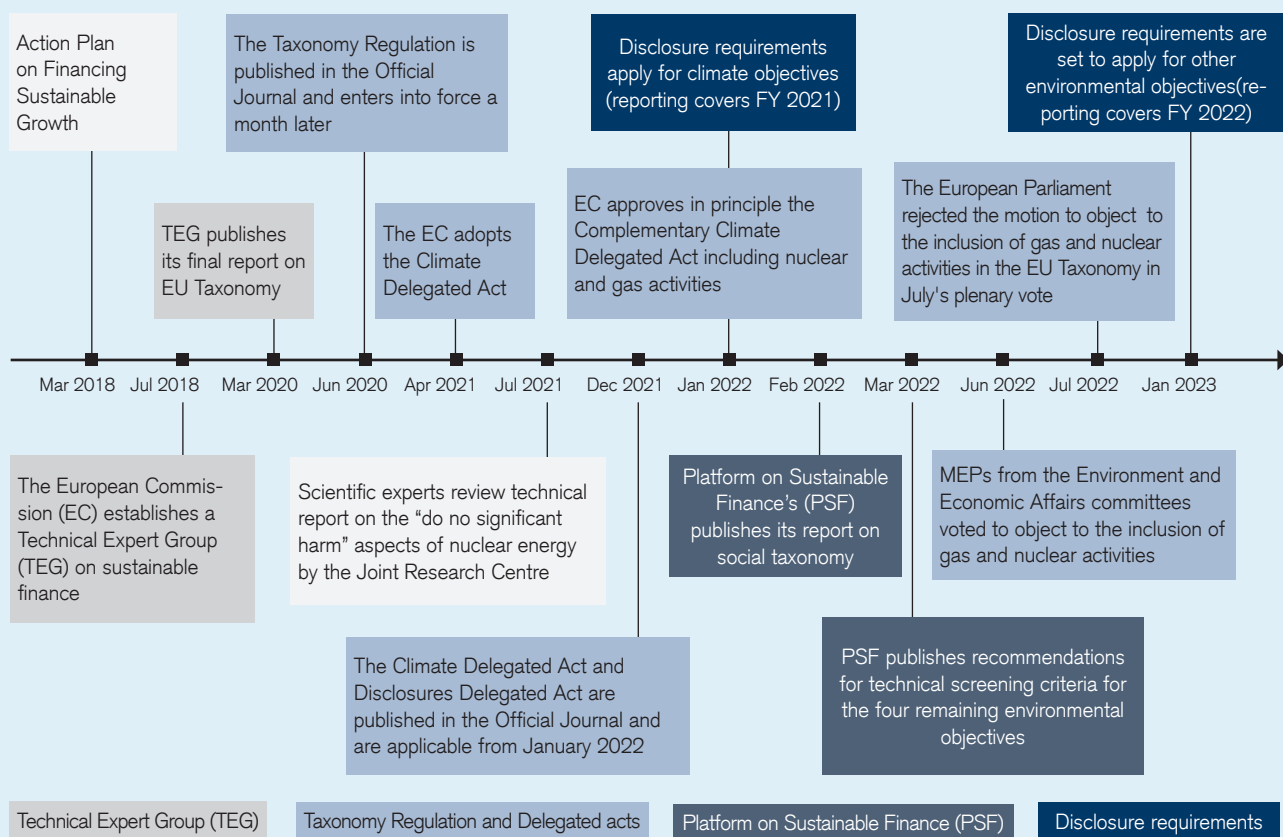 Action Plan
on Financing
Sustainable
Growth
The Taxonomy Regulation is
published in the Official
Journal and enters into force a
month later
Disclosure requirements
apply for climate objectives
(reporting covers FY 2021)
Disclosure requirements are
set to apply for other
environmental objectives(re-
porting covers FY 2022)
TEG publishes
its final report on
EU Taxonomy
The EC adopts
the Climate
Delegated Act
EC approves in principle the
Complementary Climate
Delegated Act including nuclear
and gas activities
The European Parliament
rejected the motion to object to
the inclusion of gas and nuclear
activities in the EU Taxonomy in
July's plenary vote
Mar 2018 Jul 2018 Mar 2020 Jun 2020 Apr 2021 Jul 2021 Dec 2021 Jan 2022 Feb 2022 Mar 2022 Jun 2022 Jul 2022 Jan 2023
The European Commis-
sion (EC) establishes a
Technical Expert Group
(TEG) on sustainable
finance
Scientific experts review technical
report on the “do no significant
harm” aspects of nuclear energy
by the Joint Research Centre
Platform on Sustainable
Finance’s (PSF)
publishes its report on
social taxonomy
MEPs from the Environment and
Economic Affairs committees
voted to object to the inclusion of
gas and nuclear activities
The Climate Delegated Act and
Disclosures Delegated Act are
published in the Official Journal and
are applicable from January 2022
PSF publishes recommendations
for technical screening criteria for
the four remaining environmental
objectives
Technical Expert Group (TEG)
Taxonomy Regulation and Delegated acts
Platform on Sustainable Finance (PSF)
Disclosure requirements